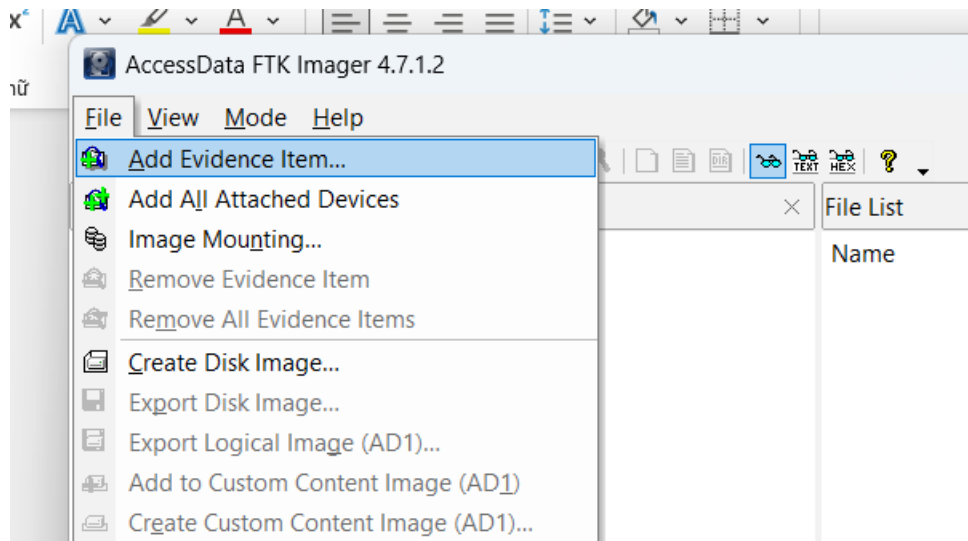 AccessData FTK Imager 4.7.1.2
File View Mode Help
Add Evidence Item...
Add All Attached Devices
Image Mounting...
Remove Evidence Item
Remove All Evidence Items
Create Disk Image...
Export Disk Image...
Export Logical Image (AD1)...
Add to Custom Content Image (AD1)
Create Custom Content Image (AD1)...
DIR
TEXT
HEX
File List
Name